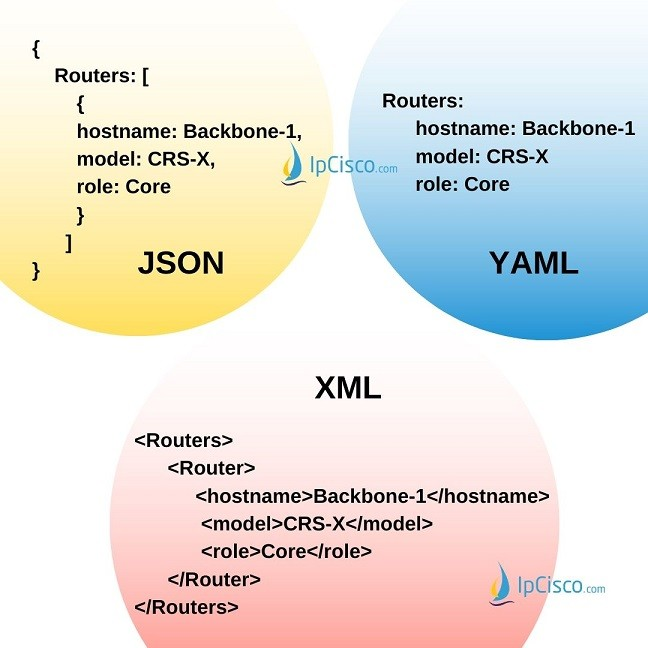 {
Routers: [
{
hostname: Backbone-1,
model: CRS-X,
role: Core
}
]
}
JSON
IpCisco.com
Routers:
hostname: Backbone-1
model: CRS-X
role: Core
YAML
XML
<Routers>
<Router>
<hostname>Backbone-1</hostname>
<model>CRS-X</model>
<role>Core</role>
</Router>
</Routers>
IpCisco.com